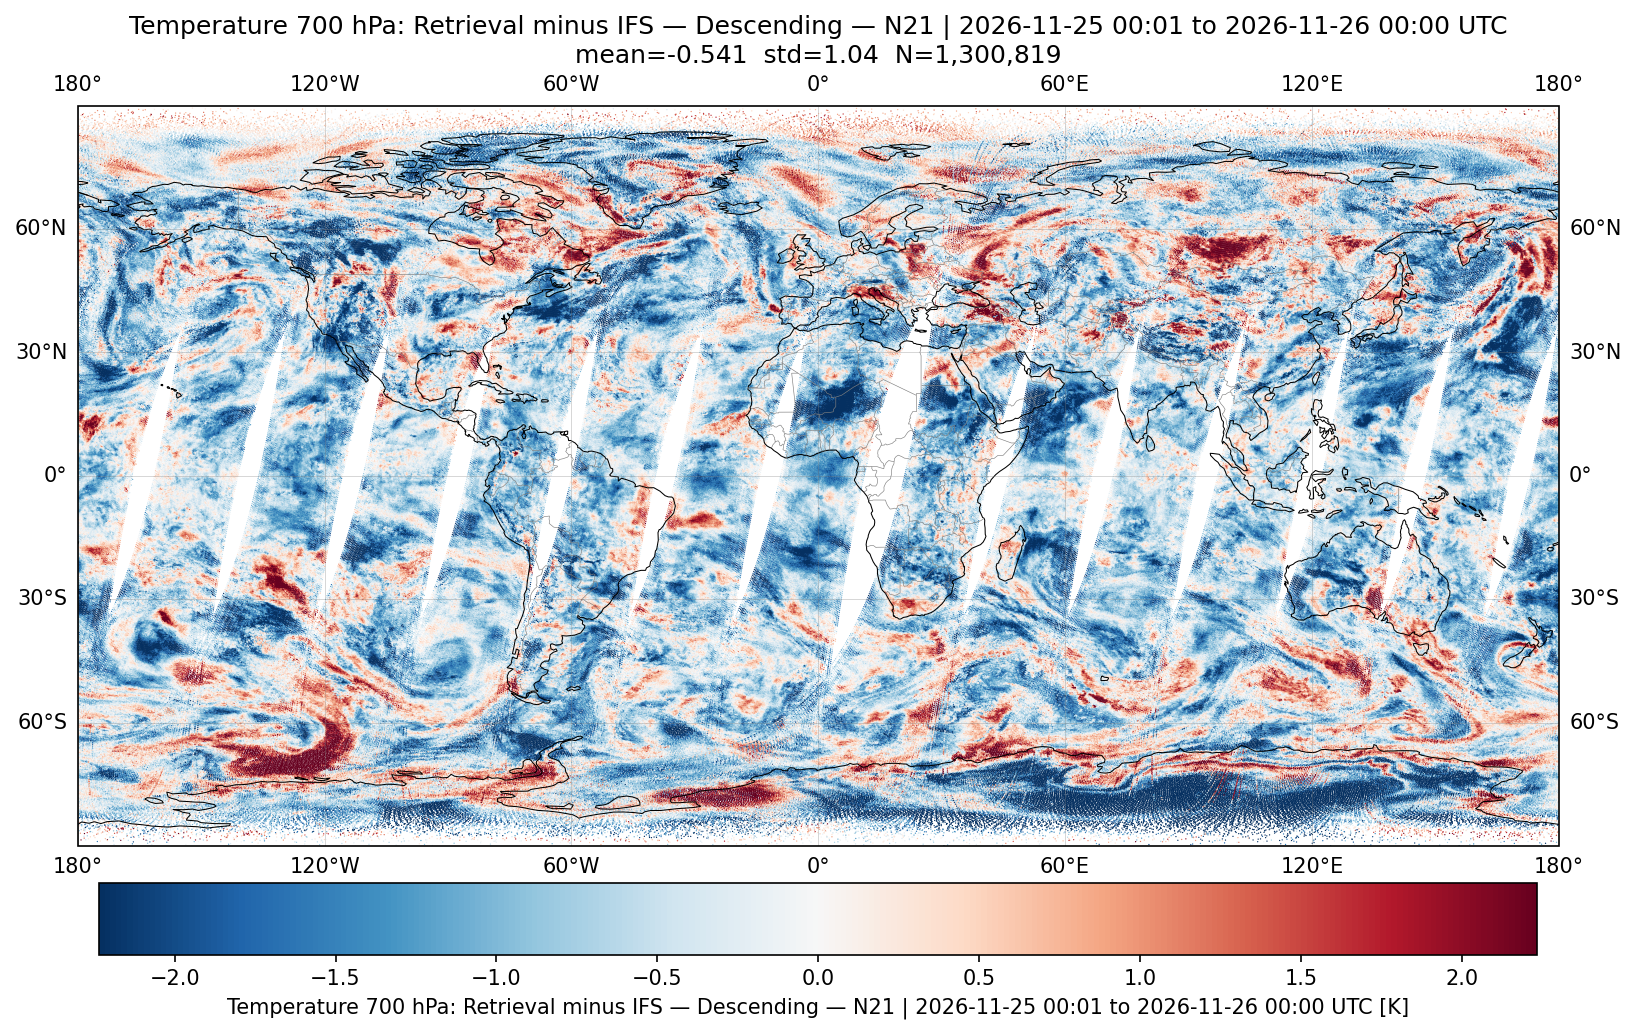 Temperature 700 hPa: Retrieval minus IFS — Descending — N21 | 2026-11-25 00:01 to 2026-11-26 00:00 UTC
mean=-0.541  std=1.04  N=1,300,819
180° 120°W 60°W 0° 60°E 120°E 180°
60°N 60°N
30°N 30°N
0° 0°
30°S 30°S
60°S 60°S
180° 120°W 60°W 0° 60°E 120°E 180°
−2.0 −1.5 −1.0 −0.5 0.0 0.5 1.0 1.5 2.0
Temperature 700 hPa: Retrieval minus IFS — Descending — N21 | 2026-11-25 00:01 to 2026-11-26 00:00 UTC [K]